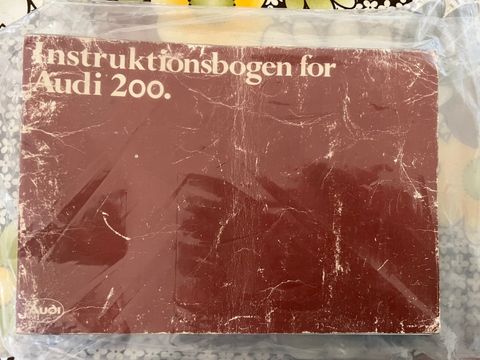 Instruktionsbogen for
Audi 200.
Audi